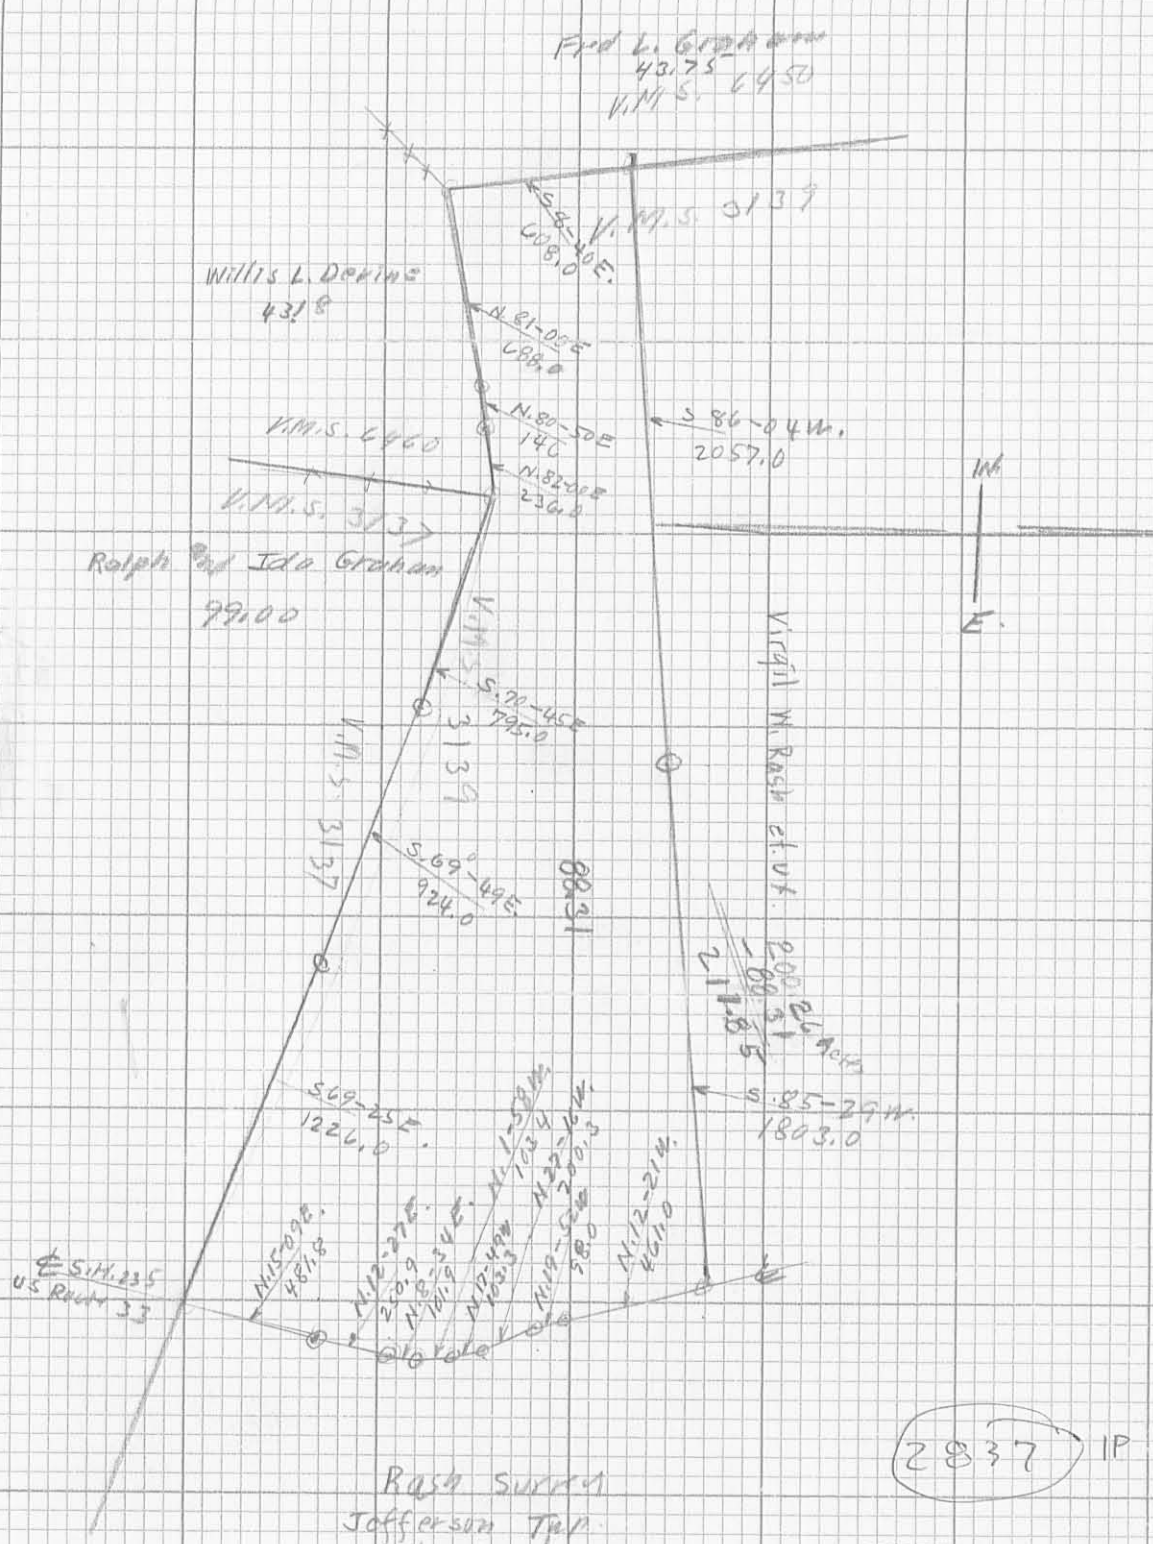 Fred L. Graham
43.75
V.M.S. 6450
V.M.S. 3139
S.8-40E.
608.0
Willis L. Devine
43.18
N.81-05E
688.0
V.M.S. 6460
N.80-50E
146
S.86-04W.
2057.0
N.82-00E
236.0
V.M.S. 3137
W.
E.
Ralph and Ida Graham
99.00
V.M.S. 3139
S.70-45E
795.0
Virgil W. Rash et.ux.
V.M.S. 3137
S.69°-49E.
924.0
88.31
200.26 Acres
-88.31
S.69-25E.
1226.0
S.85-29W.
1803.0
N.15-09E.
481.8
N.12-27E.
250.9
N.8-34E.
101.9
N.1-58W.
103.4
N.17-49W
103.3
N.22-16W.
200.3
N.19-52W
98.0
N.12-21W.
461.0
℄ S.H. 235
US Route 33
2837 IP
Rash Survey
Jefferson Twp.